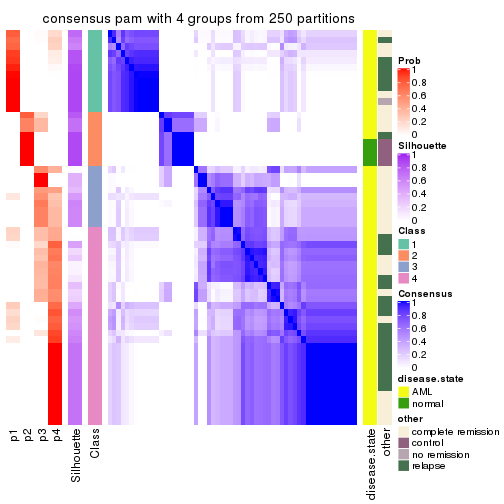 consensus pam with 4 groups from 250 partitions
Prob
1
0.8
0.6
0.4
0.2
0
Silhouette
1
0.8
0.6
0.4
0.2
0
Class
1
2
3
4
Consensus
1
0.8
0.6
0.4
0.2
0
disease.state
AML
normal
other
complete remission
control
no remission
relapse
p1
p2
p3
p4
Silhouette
Class
disease.state
other